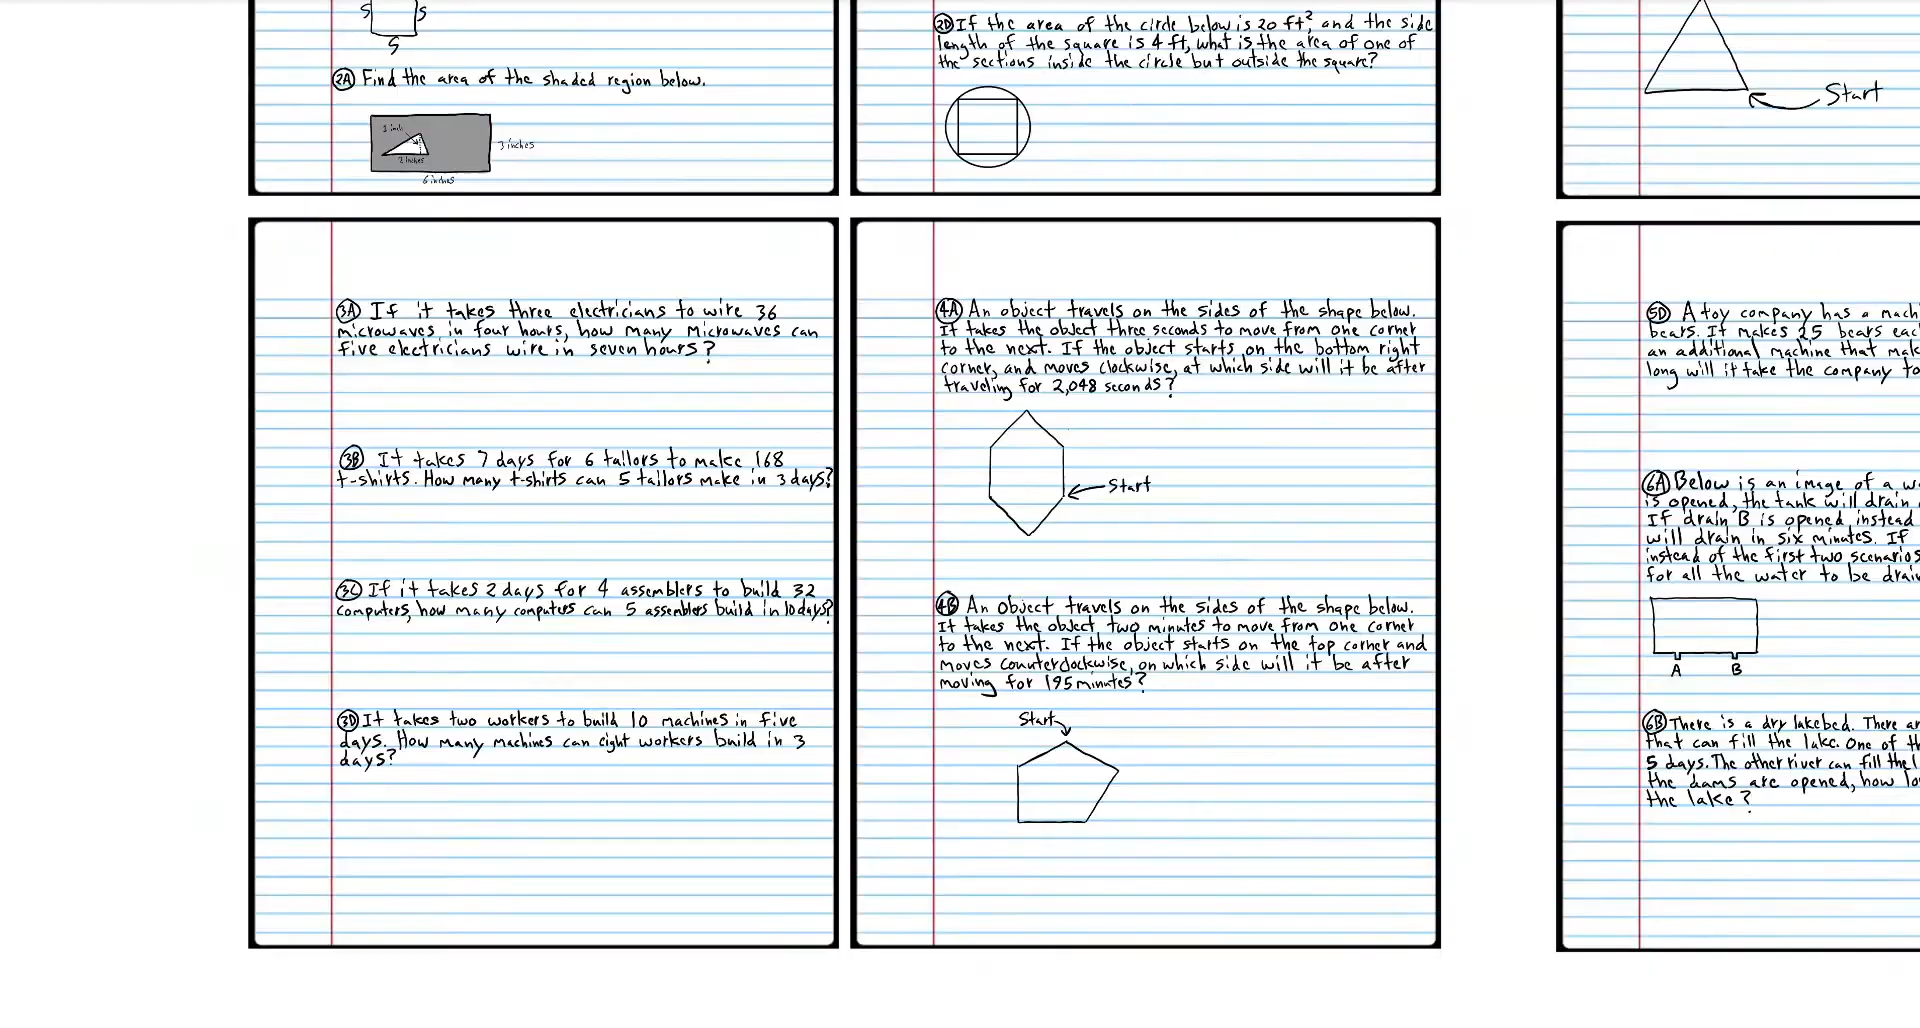 S
S
S
2A Find the area of the shaded region below.
2 inches
3 inches
6 inches
2D If the area of the circle below is 20 ft², and the side
length of the square is 4 ft, what is the area of one of
the sections inside the circle but outside the square?
Start
3A If it takes three electricians to wire 36
microwaves in four hours, how many microwaves can
five electricians wire in seven hours?
3B It takes 7 days for 6 tailors to make 168
t-shirts. How many t-shirts can 5 tailors make in 3 days?
3C If it takes 2 days for 4 assemblers to build 32
computers, how many computers can 5 assemblers build in 10 days?
3D It takes two workers to build 10 machines in five
days. How many machines can eight workers build in 3
days?
4A An object travels on the sides of the shape below.
It takes the object three seconds to move from one corner
to the next. If the object starts on the bottom right
corner, and moves clockwise, at which side will it be after
traveling for 2,048 seconds?
Start
4B An object travels on the sides of the shape below.
It takes the object two minutes to move from one corner
to the next. If the object starts on the top corner and
moves counterclockwise, on which side will it be after
moving for 195 minutes?
Start
5D A toy company has a mach
bears. It makes 25 bears eac
an additional machine that mak
long will it take the company to
6A Below is an image of a w
is opened, the tank will drain
If drain B is opened instead
will drain in six minutes. If
instead of the first two scenarios
for all the water to be drain
A B
6B There is a dry lakebed. There ar
that can fill the lake. One of th
5 days. The other river can fill the l
the dams are opened, how lo
the lake?